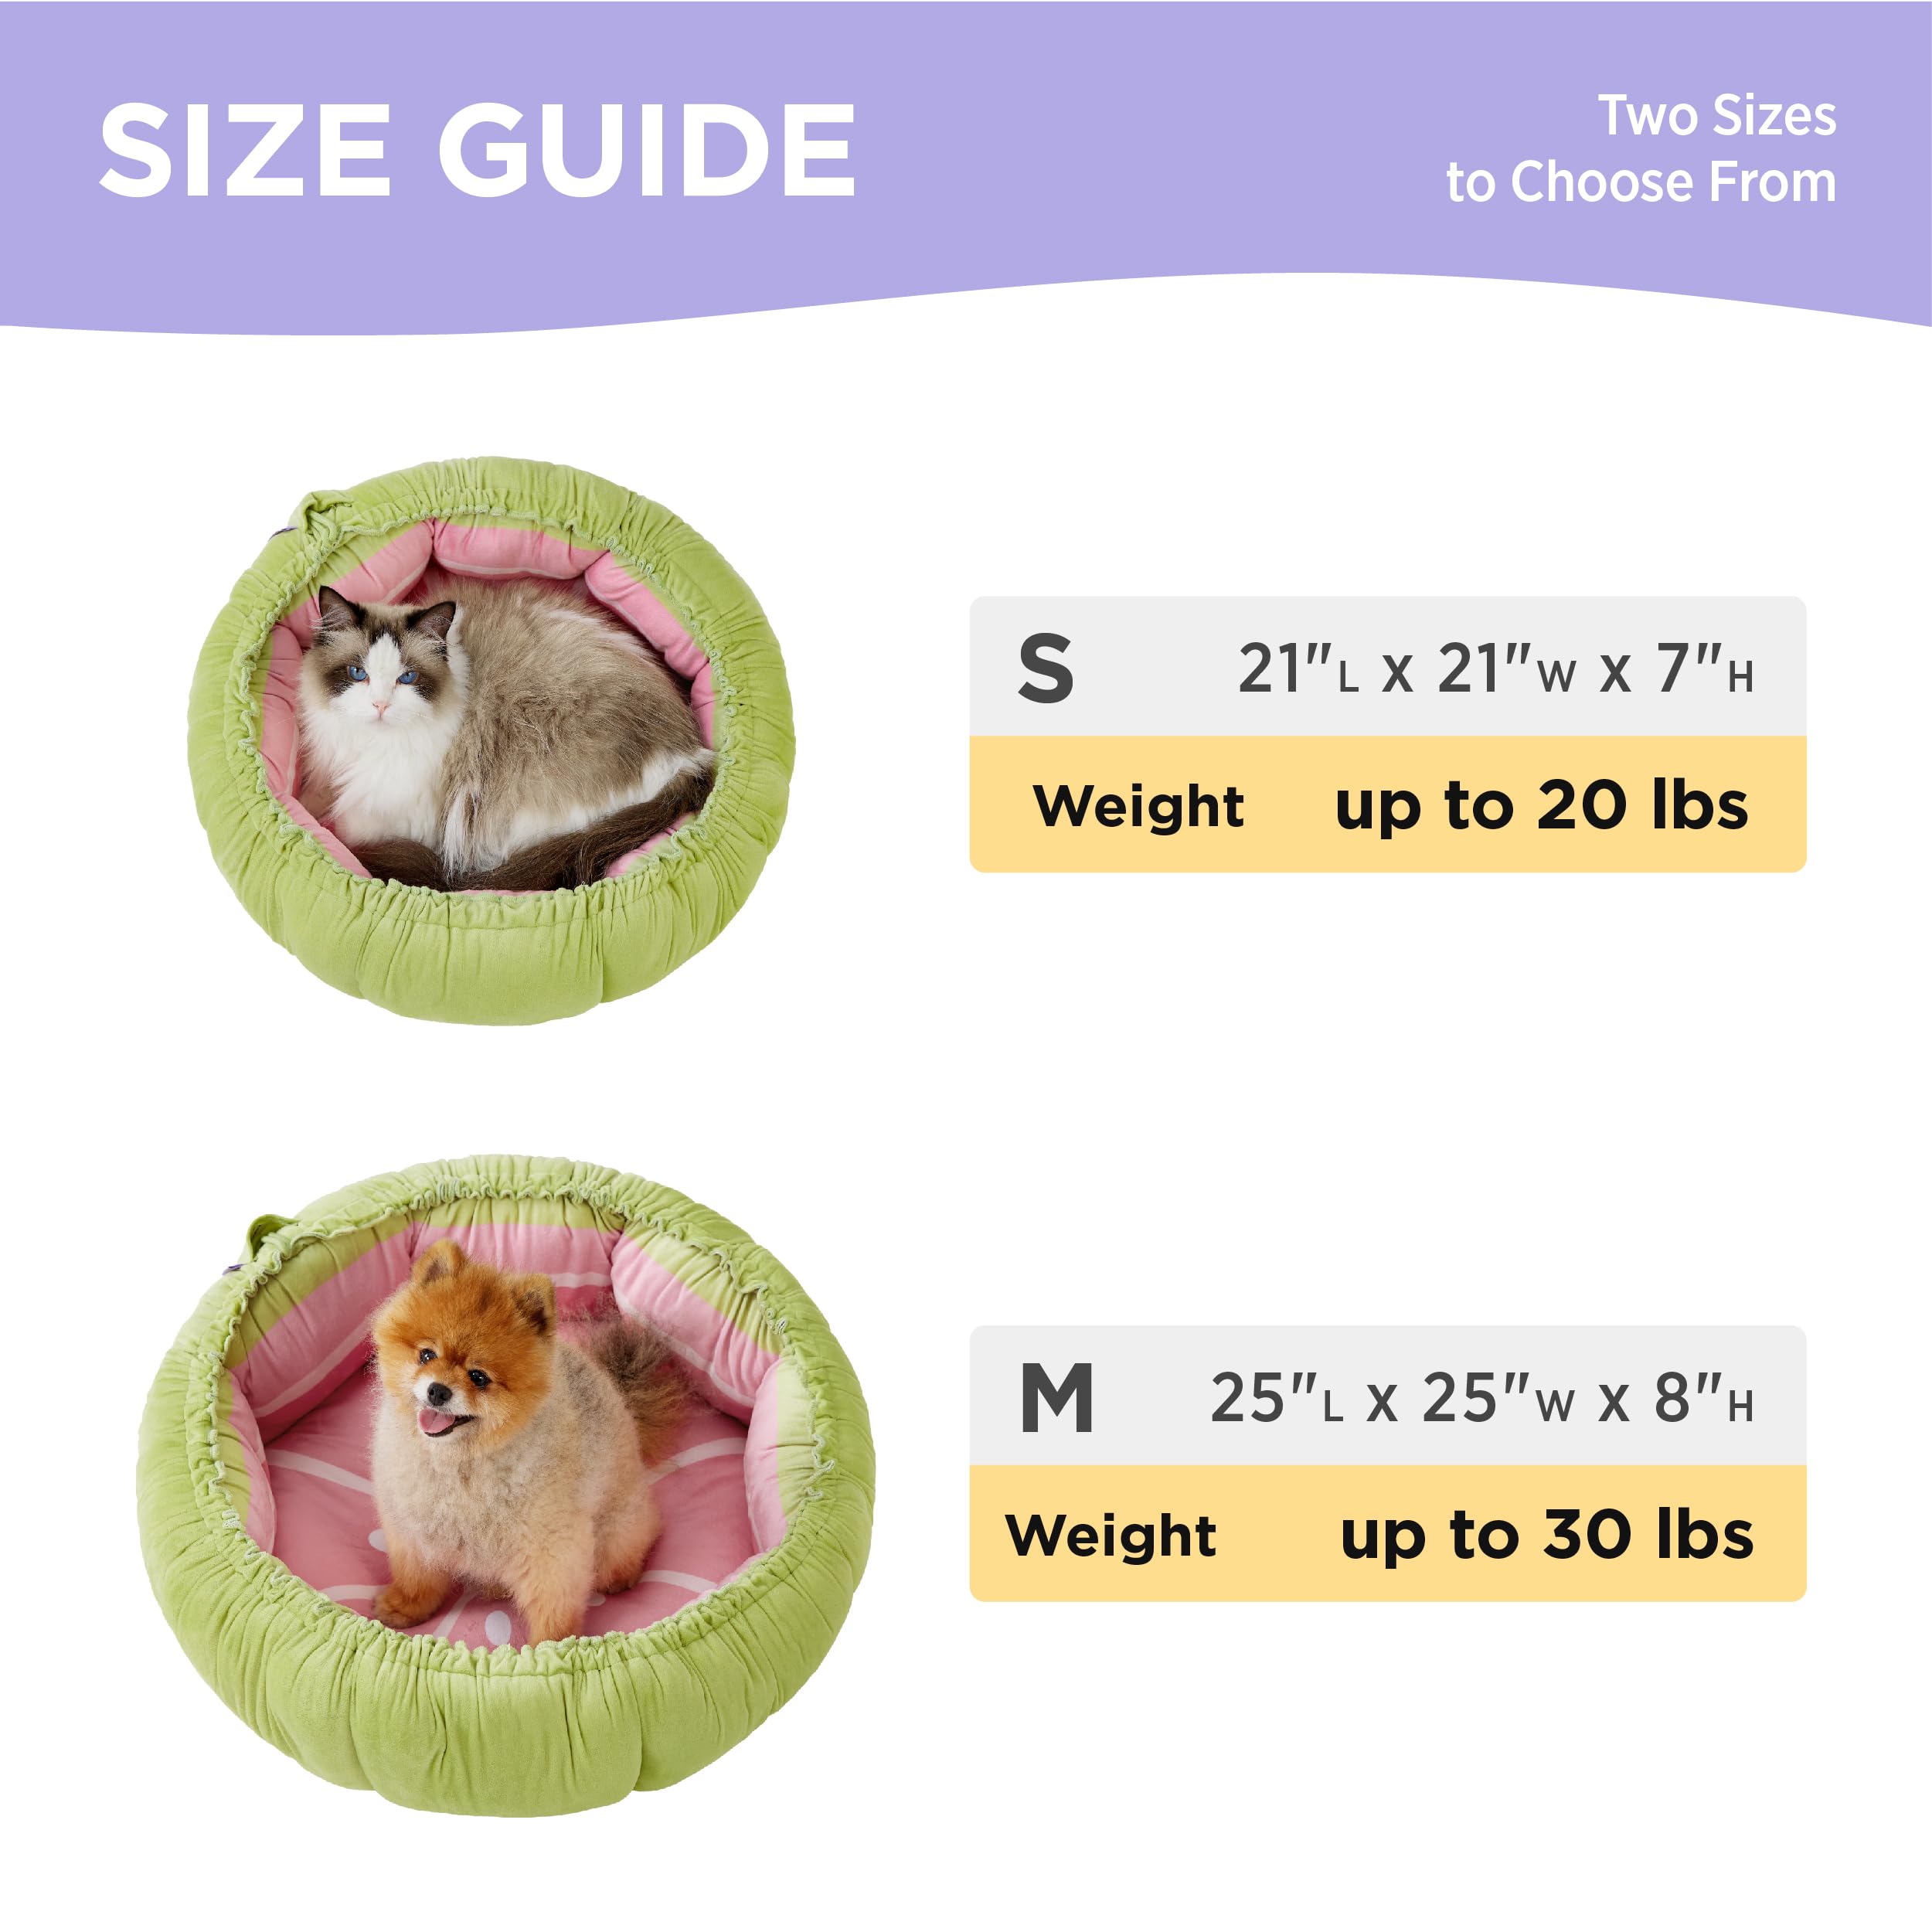 SIZE GUIDE
Two Sizes
to Choose From
S 21"L X 21"W X 7"H
Weight up to 20 lbs
M 25"L X 25"W X 8"H
Weight up to 30 lbs